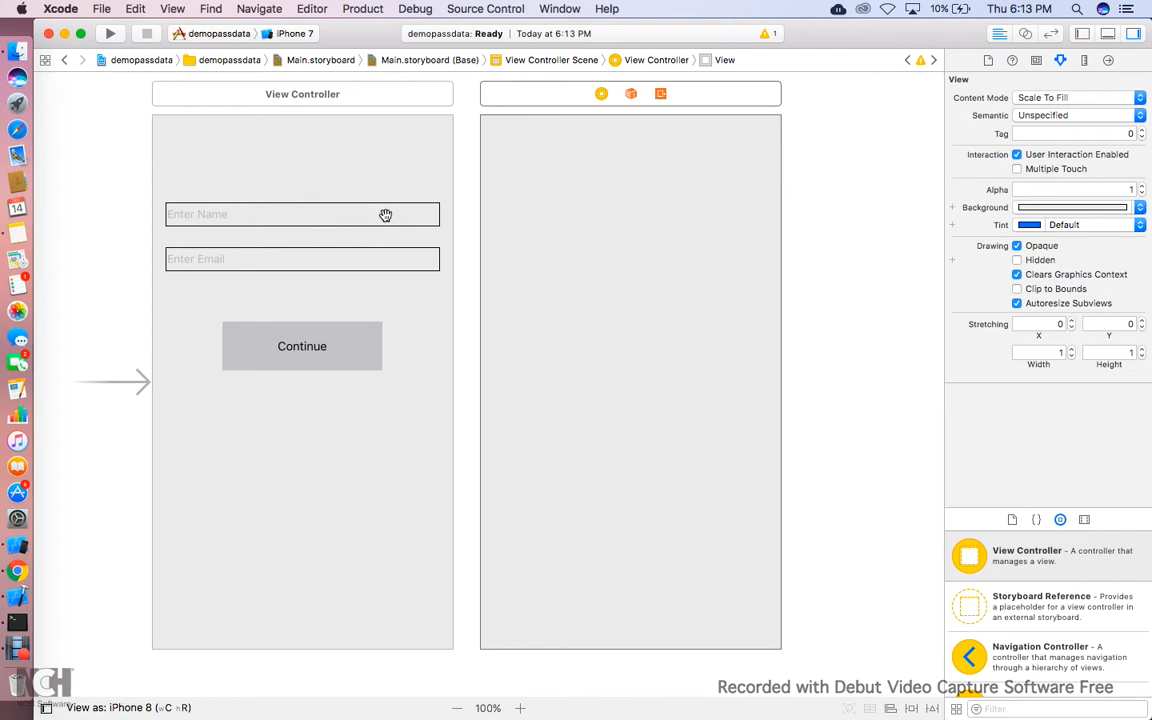 Xcode File Edit View Find Navigate Editor Product Debug Source Control Window Help 10% Thu 6:13 PM
demopassdata iPhone 7 demopassdata: Ready Today at 6:13 PM 1
demopassdata demopassdata Main.storyboard Main.storyboard (Base) View Controller Scene View Controller View
View Controller
Enter Name
Enter Email
Continue
View
Content Mode Scale To Fill
Semantic Unspecified
Tag 0
Interaction User Interaction Enabled
Multiple Touch
Alpha 1
Background
Tint Default
Drawing Opaque
Hidden
Clears Graphics Context
Clip to Bounds
Autoresize Subviews
Stretching 0 0
X Y
1 1
Width Height
View Controller - A controller that
manages a view.
Storyboard Reference - Provides
a placeholder for a view controller in
an external storyboard.
Navigation Controller - A
controller that manages navigation
through a hierarchy of views.
Recorded with Debut Video Capture Software Free
NCH
View as: iPhone 8 (wC hR) 100% Filter